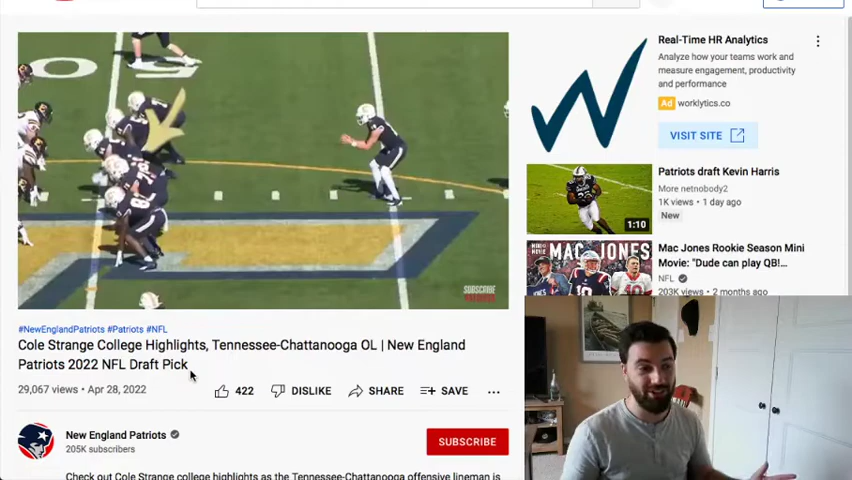 SUBSCRIBE
PATRIOTS
#NewEnglandPatriots #Patriots #NFL
Cole Strange College Highlights, Tennessee-Chattanooga OL | New England
Patriots 2022 NFL Draft Pick
29,067 views • Apr 28, 2022
422
DISLIKE
SHARE
SAVE
New England Patriots
205K subscribers
SUBSCRIBE
Check out Cole Strange college highlights as the Tennessee-Chattanooga offensive lineman is
Real-Time HR Analytics
Analyze how your teams work and
measure engagement, productivity
and performance
Ad worklytics.co
VISIT SITE
Patriots draft Kevin Harris
More netnobody2
1K views • 1 day ago
New
1:10
MAC JONES
Mac Jones Rookie Season Mini
Movie: "Dude can play QB!...
NFL
203K views • 2 months ago